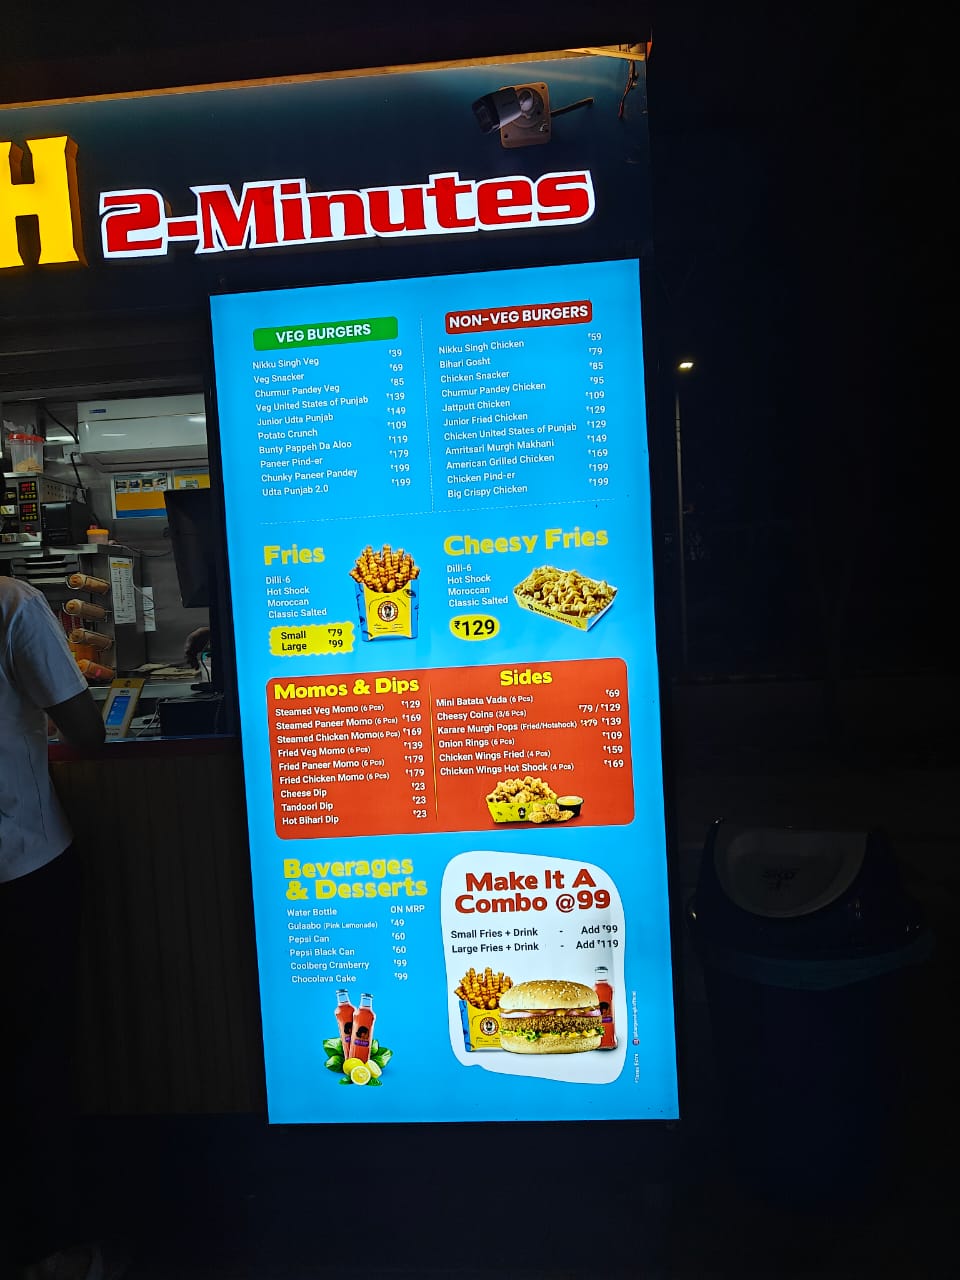 H
2-Minutes
VEG BURGERS
Nikku Singh Veg ₹39
Veg Snacker ₹69
Churmur Pandey Veg ₹85
Veg United States of Punjab ₹139
Junior Udta Punjab ₹149
Potato Crunch ₹109
Bunty Pappeh Da Aloo ₹119
Paneer Pind-er ₹179
Chunky Paneer Pandey ₹199
Udta Punjab 2.0 ₹199
NON-VEG BURGERS
Nikku Singh Chicken ₹59
Bihari Gosht ₹79
Chicken Snacker ₹85
Churmur Pandey Chicken ₹95
Jattputt Chicken ₹109
Junior Fried Chicken ₹129
Chicken United States of Punjab ₹129
Amritsari Murgh Makhani ₹149
American Grilled Chicken ₹169
Chicken Pind-er ₹199
Big Crispy Chicken ₹199
Fries
Dilli-6
Hot Shock
Moroccan
Classic Salted
Small ₹79
Large ₹99
Cheesy Fries
Dilli-6
Hot Shock
Moroccan
Classic Salted
₹129
Momos & Dips
Steamed Veg Momo (6 Pcs) ₹129
Steamed Paneer Momo (6 Pcs) ₹169
Steamed Chicken Momo(6 Pcs) ₹169
Fried Veg Momo (6 Pcs) ₹139
Fried Paneer Momo (6 Pcs) ₹179
Fried Chicken Momo (6 Pcs) ₹179
Cheese Dip ₹23
Tandoori Dip ₹23
Hot Bihari Dip ₹23
Sides
Mini Batata Vada (6 Pcs) ₹69
Cheesy Coins (3/6 Pcs) ₹79 / ₹129
Karare Murgh Pops (Fried/Hotshock) ₹139
Onion Rings (6 Pcs) ₹109
Chicken Wings Fried (4 Pcs) ₹159
Chicken Wings Hot Shock (4 Pcs) ₹169
Beverages
& Desserts
Water Bottle ON MRP
Gulaabo (Pink Lemonade) ₹49
Pepsi Can ₹60
Pepsi Black Can ₹60
Coolberg Cranberry ₹99
Chocolava Cake ₹99
Make It A
Combo @99
Small Fries + Drink - Add ₹99
Large Fries + Drink - Add ₹119